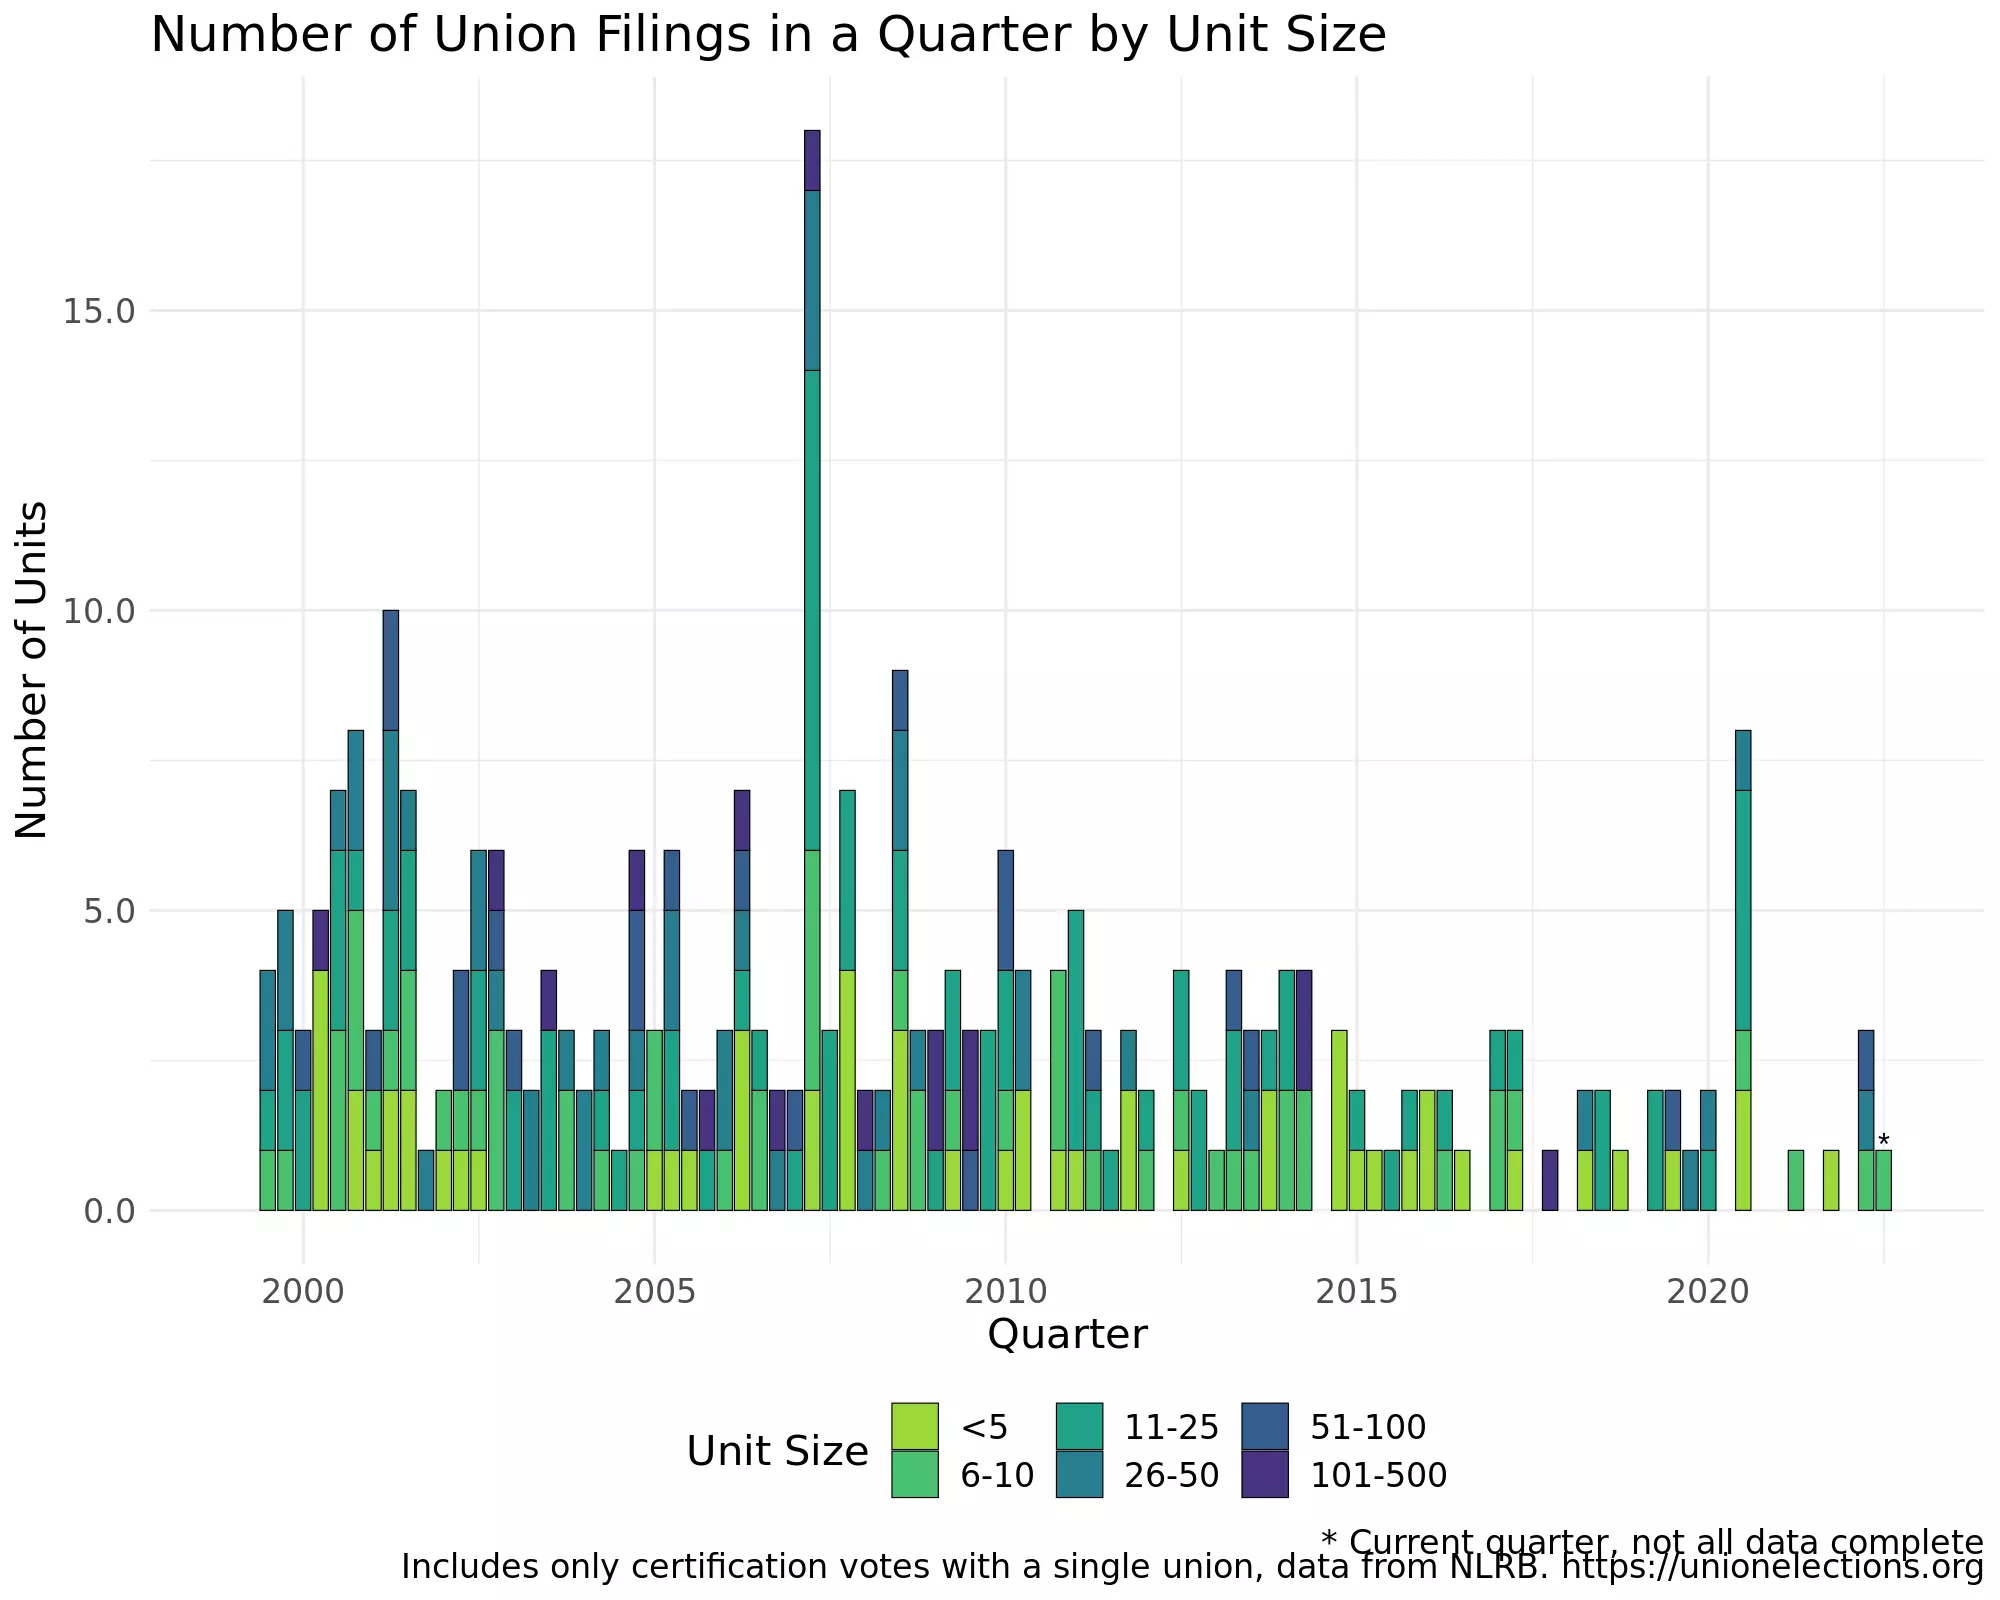 Number of Union Filings in a Quarter by Unit Size
Number of Units
15.0
10.0
5.0
0.0
*
2000 2005 2010 2015 2020
Quarter
Unit Size
<5 11-25 51-100
6-10 26-50 101-500
* Current quarter, not all data complete
Includes only certification votes with a single union, data from NLRB. https://unionelections.org